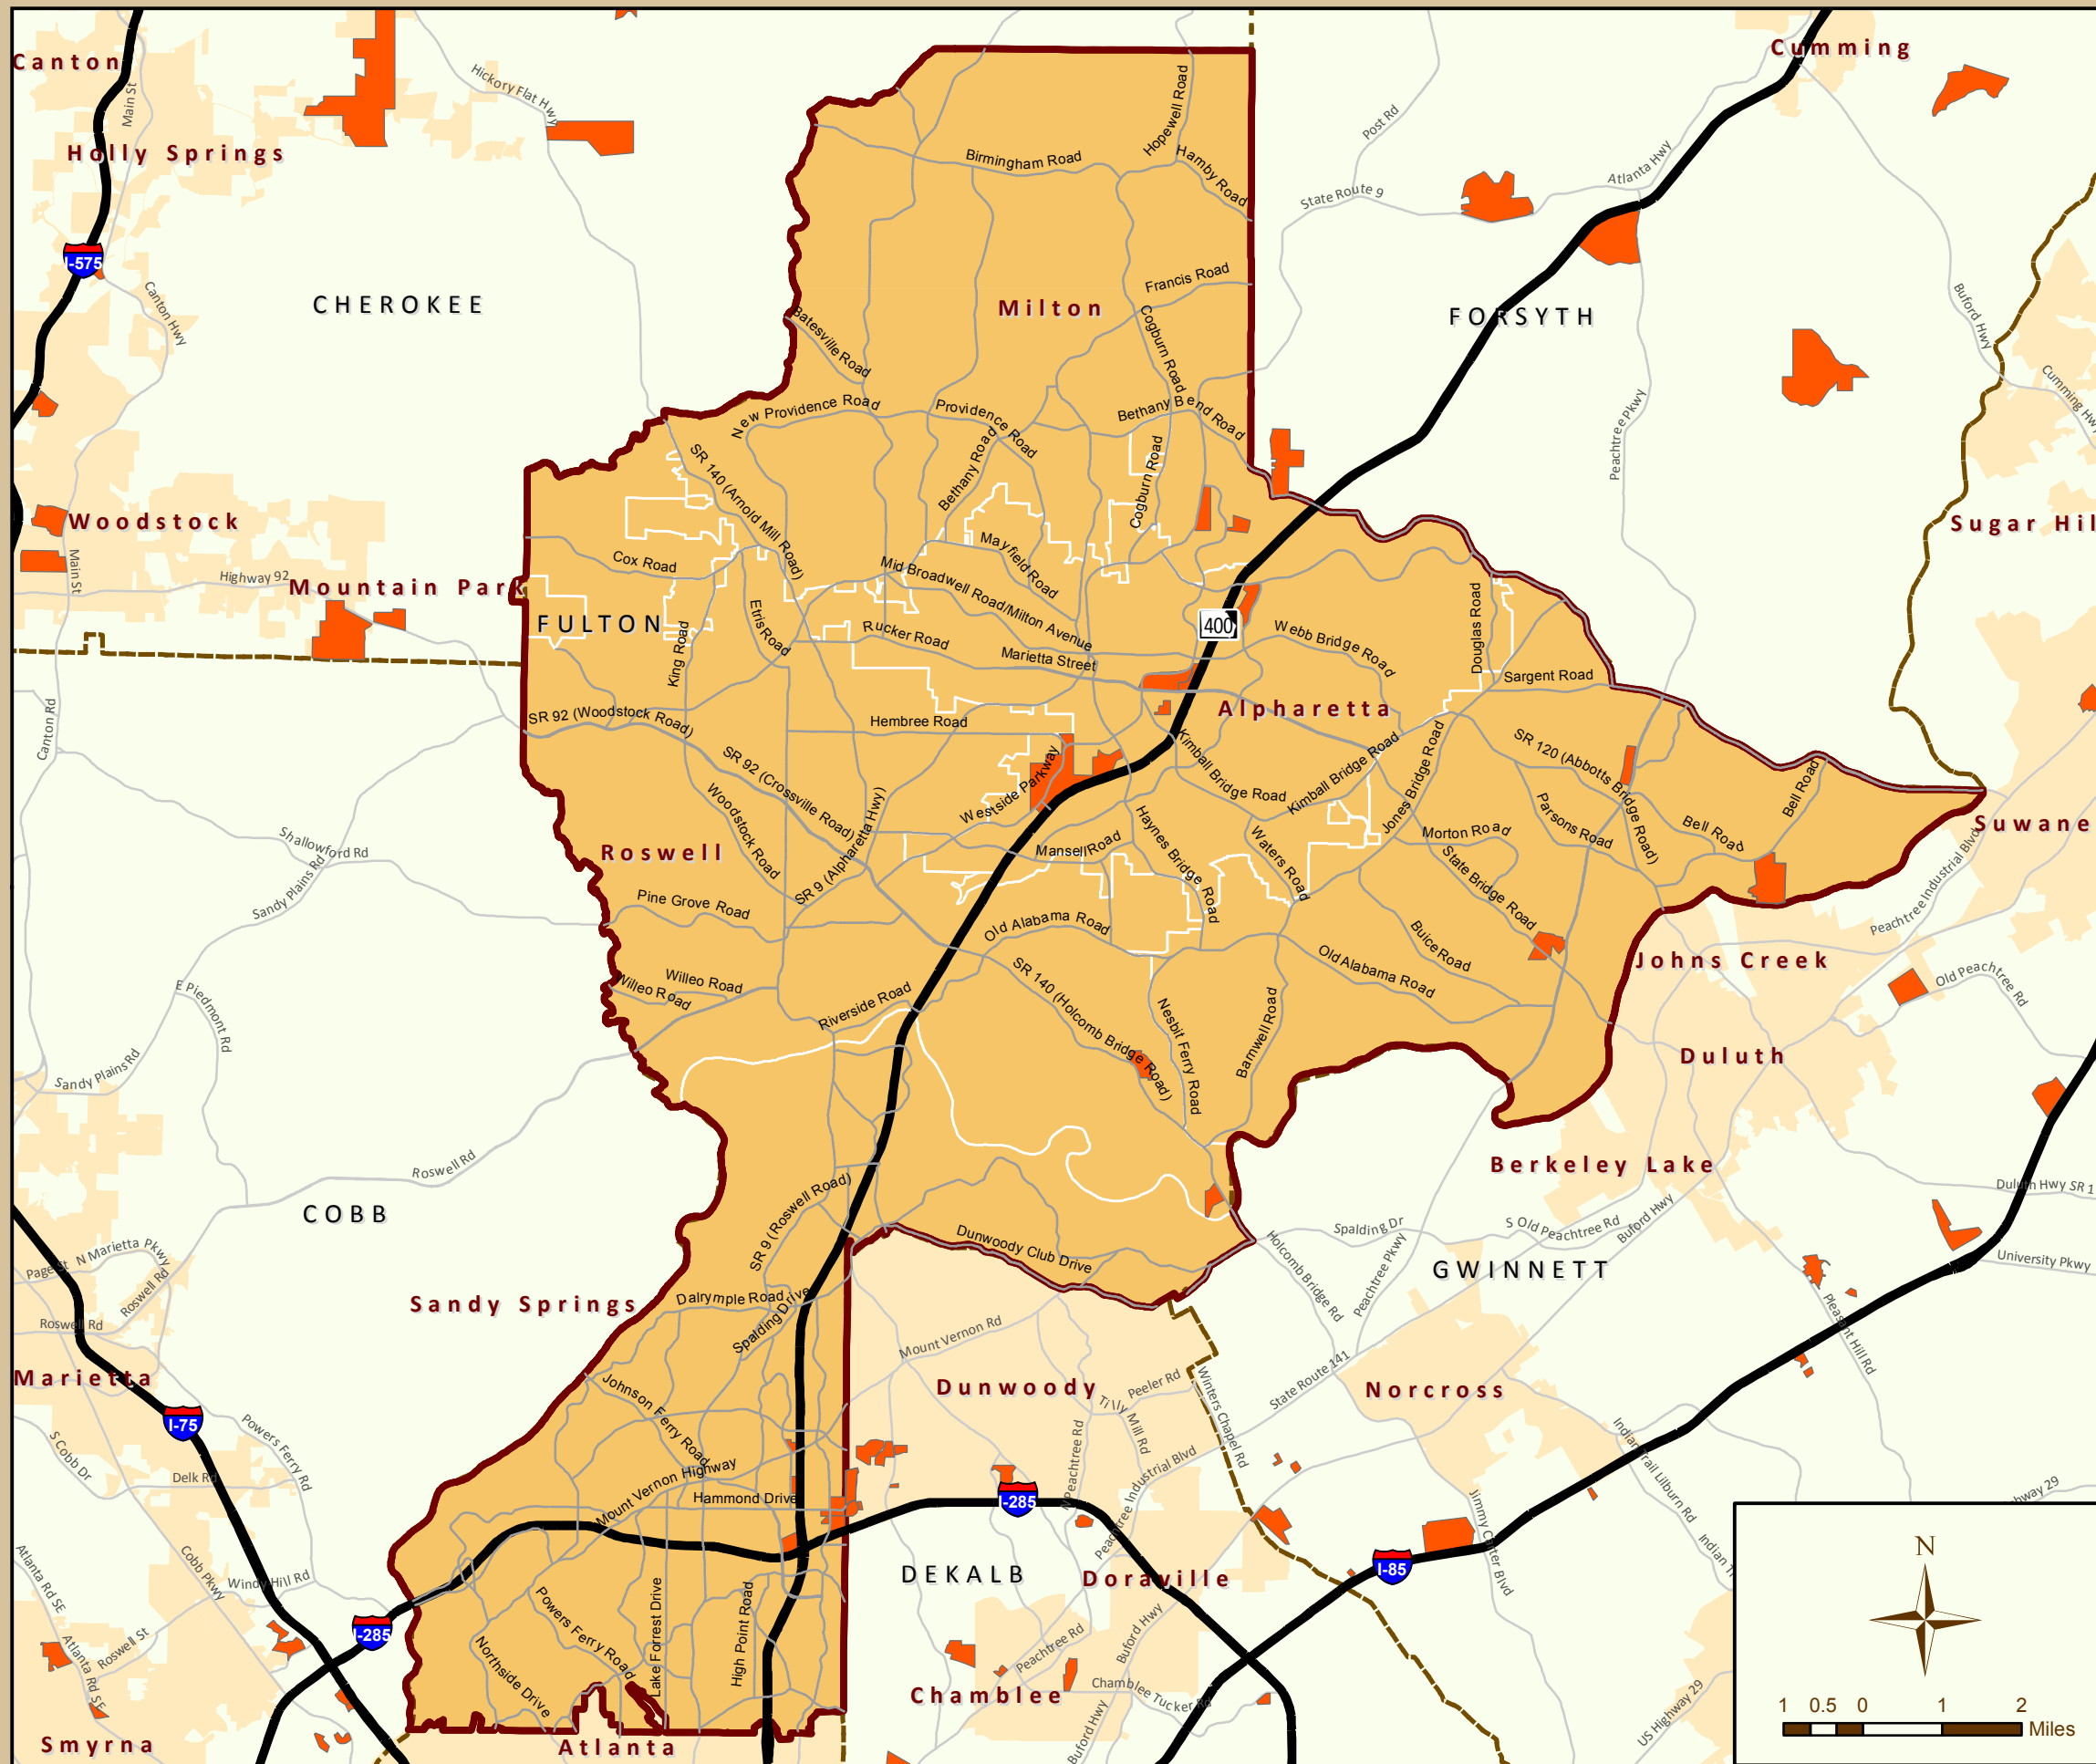 Canton
Main St
Holly Springs
I-575
Canton Hwy
CHEROKEE
Hickory Flat Hwy
Cumming
Post Rd
State Route 9
Atlanta Hwy
FORSYTH
Buford Hwy
Cumming Hwy
Peachtree Pkwy
Sugar Hil
Hopewell Road
Birmingham Road
Hamby Road
Francis Road
Milton
Cogburn Road
Batesville Road
New Providence Road
Providence Road
Bethany Bend Road
Bethany Road
Cogburn Road
SR 140 (Arnold Mill Road)
Woodstock
Main St
Highway 92
Mountain Park
FULTON
Cox Road
King Road
Etris Road
Mayfield Road
Mid Broadwell Road/Milton Avenue
Rucker Road
Marietta Street
400
Webb Bridge Road
Douglas Road
Sargent Road
Alpharetta
SR 92 (Woodstock Road)
Hembree Road
SR 92 (Crossville Road)
Woodstock Road
SR 9 (Alpharetta Hwy)
Westside Parkway
Kimball Bridge Road
Kimball Bridge Road
Jones Bridge Road
SR 120 (Abbotts Bridge Road)
Parsons Road
Bell Road
Bell Road
Suwane
Peachtree Industrial Blvd
Canton Rd
Shallowford Rd
Sandy Plains Rd
Roswell
Pine Grove Road
Mansell Road
Haynes Bridge Road
Waters Road
Morton Road
State Bridge Road
Buice Road
Old Alabama Road
Old Alabama Road
Johns Creek
Old Peachtree Rd
Duluth
Willeo Road
Willeo Road
Riverside Road
SR 140 (Holcomb Bridge Road)
Nesbit Ferry Road
Barnwell Road
E Piedmont Rd
Sandy Plains Rd
Roswell Rd
COBB
Berkeley Lake
Duluth Hwy SR 1
University Pkwy
Spalding Dr
S Old Peachtree Rd
Buford Hwy
Holcomb Bridge Rd
Peachtree Pkwy
GWINNETT
Pleasant Hill Rd
SR 9 (Roswell Road)
Dunwoody Club Drive
Page St
N Marietta Pkwy
Roswell Rd
Roswell Rd
Sandy Springs
Dalrymple Road
Spalding Drive
Mount Vernon Rd
Marietta
I-75
Powers Ferry Rd
S Cobb Dr
Delk Rd
Johnson Ferry Road
Mount Vernon Highway
Hammond Drive
Dunwoody
Peeler Rd
Tilly Mill Rd
N Peachtree Rd
Peachtree Industrial Blvd
Winters Chapel Rd
State Route 141
Norcross
Indian Trail Lilburn Rd
Jimmy Carter Blvd
I-285
DEKALB
Doraville
I-85
Atlanta Rd SE
Cobb Pkwy
Windy Hill Rd
I-285
Atlanta Rd SE
Roswell St
Powers Ferry Road
Northside Drive
Lake Forrest Drive
High Point Road
Peachtree Rd
Buford Hwy
Chamblee Tucker Rd
Chamblee
Buford Hwy
Smyrna
Atlanta
US Highway 29
hway 29
Indian T
N
1 0.5 0 1 2
Miles